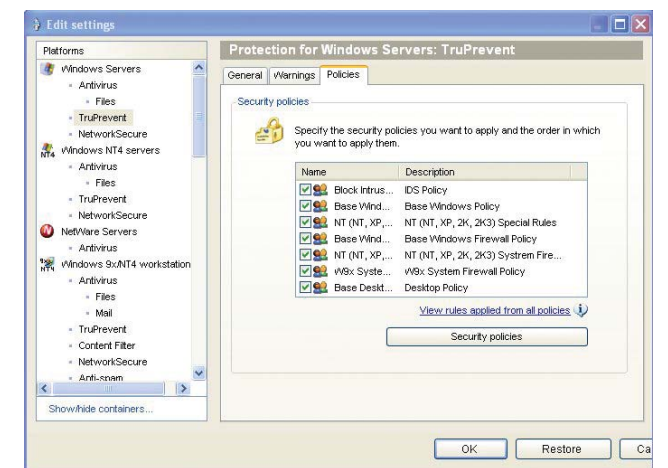 Edit settings
Platforms
Windows Servers
Antivirus
Files
TruPrevent
NetworkSecure
NT4 Windows NT4 servers
Antivirus
Files
TruPrevent
NetworkSecure
NetWare Servers
Antivirus
Windows 9x/NT4 workstation
Antivirus
Files
Mail
TruPrevent
Content Filter
NetworkSecure
Anti-spam
Show/hide containers...
Protection for Windows Servers: TruPrevent
General Warnings Policies
Security policies
Specify the security policies you want to apply and the order in which
you want to apply them.
Name Description
Block Intrus... IDS Policy
Base Wind... Base Windows Policy
NT (NT, XP,... NT (NT, XP, 2K, 2K3) Special Rules
Base Wind... Base Windows Firewall Policy
NT (NT, XP,... NT (NT, XP, 2K, 2K3) Systrem Fire...
W9x Syste... W9x System Firewall Policy
Base Deskt... Desktop Policy
View rules applied from all policies
Security policies
OK Restore Ca